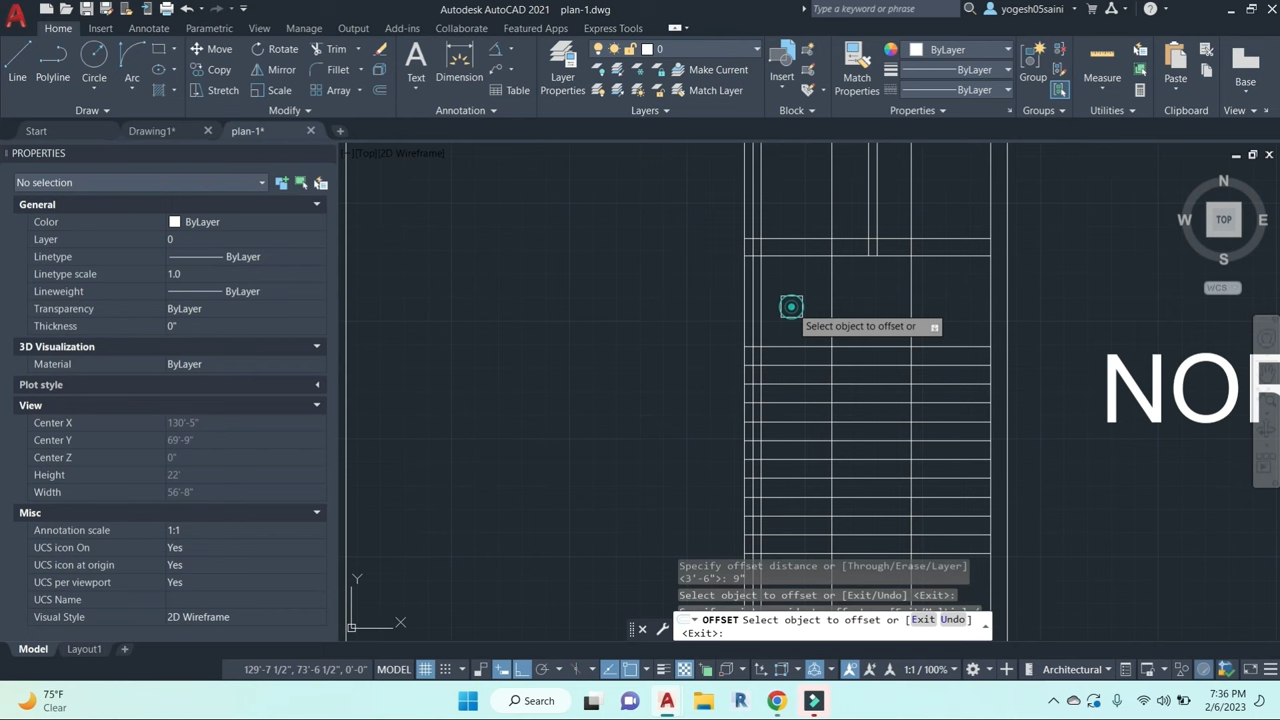 Autodesk AutoCAD 2021 plan-1.dwg
Type a keyword or phrase
yogesh05saini
Home Insert Annotate Parametric View Manage Output Add-ins Collaborate Featured Apps Express Tools
Line Polyline Circle Arc
Move Rotate Trim
Copy Mirror Fillet
Stretch Scale Array
Text Dimension Table
Layer Properties
0
Make Current
Match Layer
Insert
Match Properties
ByLayer
ByLayer
ByLayer
Group
Measure
Paste
Base
Draw Modify Annotation Layers Block Properties Groups Utilities Clipboard View
Start Drawing1* plan-1*
PROPERTIES
No selection
General
Color ByLayer
Layer 0
Linetype ByLayer
Linetype scale 1.0
Lineweight ByLayer
Transparency ByLayer
Thickness 0"
3D Visualization
Material ByLayer
Plot style
View
Center X 130'-5"
Center Y 69'-9"
Center Z 0"
Height 22'
Width 56'-8"
Misc
Annotation scale 1:1
UCS icon On Yes
UCS icon at origin Yes
UCS per viewport Yes
UCS Name
Visual Style 2D Wireframe
[−][Top][2D Wireframe]
N
W TOP E
S
WCS
Select object to offset or
NOR
Y
X
Specify offset distance or [Through/Erase/Layer]
<3'-6">: 9"
Select object to offset or [Exit/Undo] <Exit>:
OFFSET Select object to offset or [Exit Undo]
<Exit>:
Model Layout1
129'-7 1/2", 73'-6 1/2", 0'-0" MODEL 1:1 / 100% Architectural
75°F
Clear
Search
7:36 PM
2/6/2023